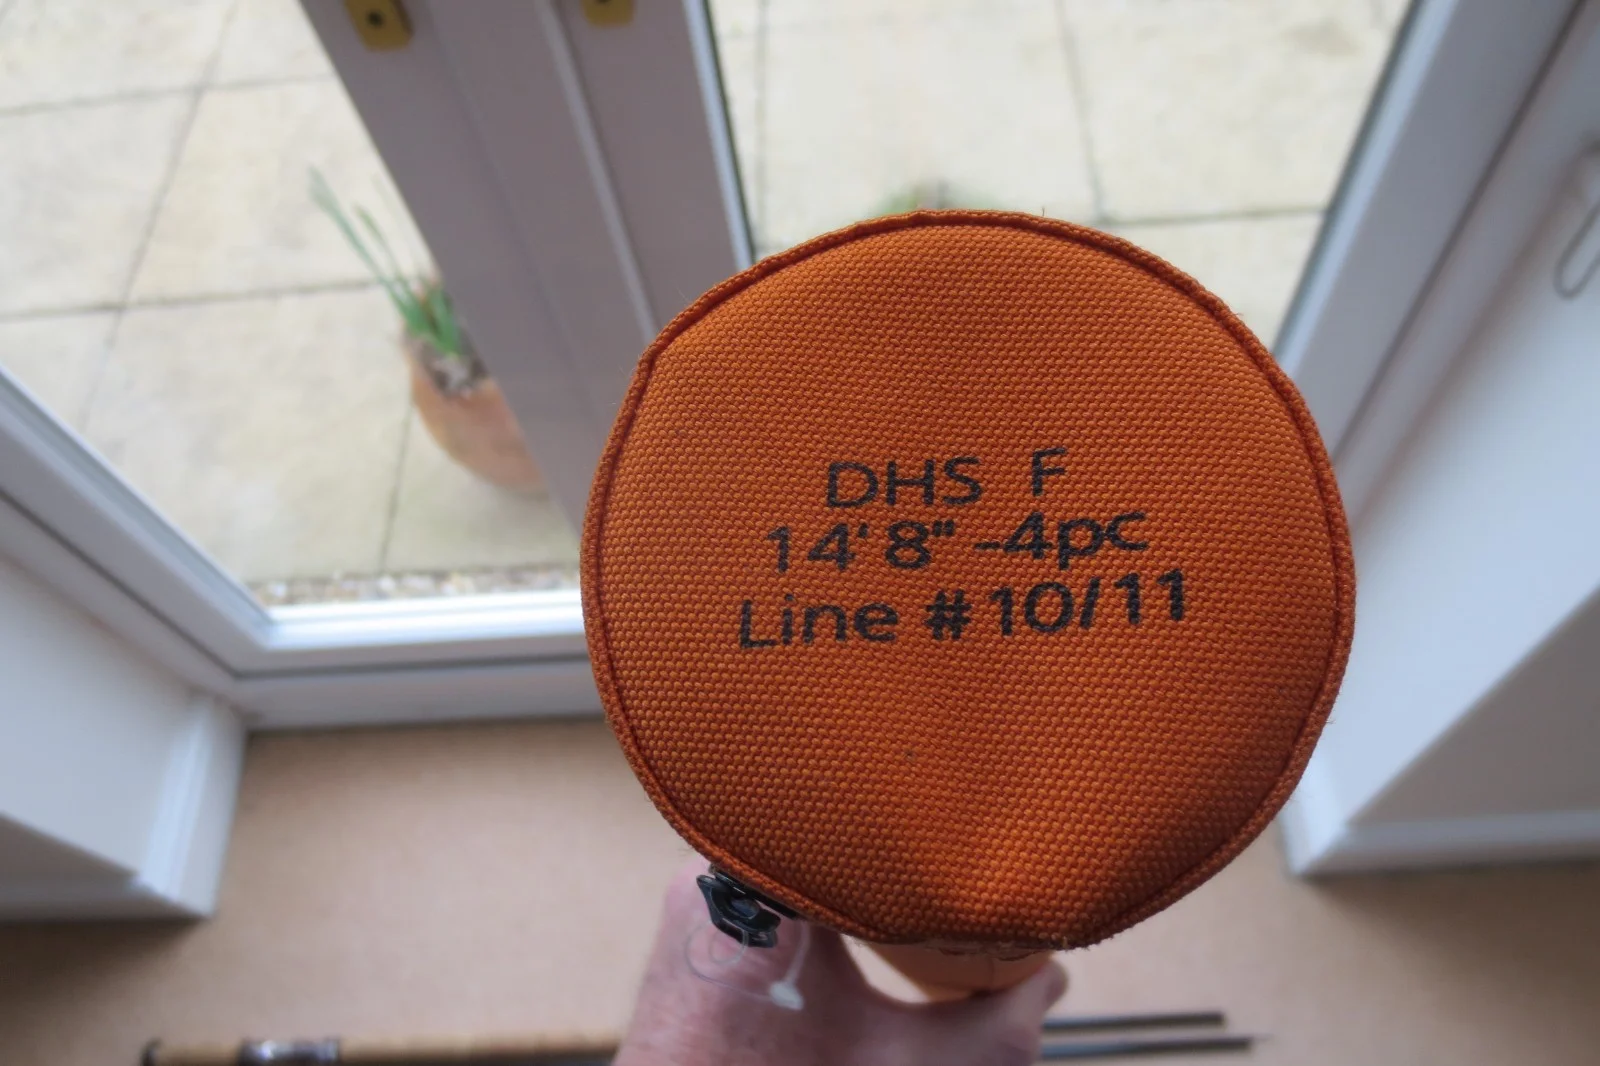 DHS F
14'8" -4pc
Line #10/11